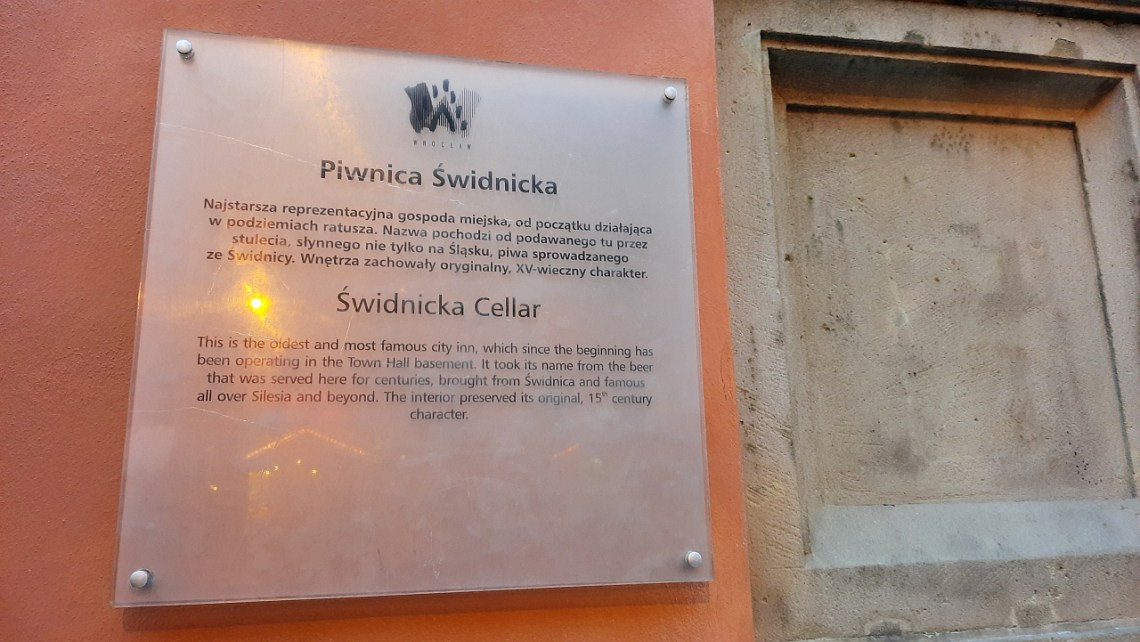 WROCŁAW
Piwnica Świdnicka
Najstarsza reprezentacyjna gospoda miejska, od początku działająca
w podziemiach ratusza. Nazwa pochodzi od podawanego tu przez
stulecia, słynnego nie tylko na Śląsku, piwa sprowadzanego
ze Świdnicy. Wnętrza zachowały oryginalny, XV-wieczny charakter.
Świdnicka Cellar
This is the oldest and most famous city inn, which since the beginning has
been operating in the Town Hall basement. It took its name from the beer
that was served here for centuries, brought from Świdnica and famous
all over Silesia and beyond. The interior preserved its original, 15th century
character.